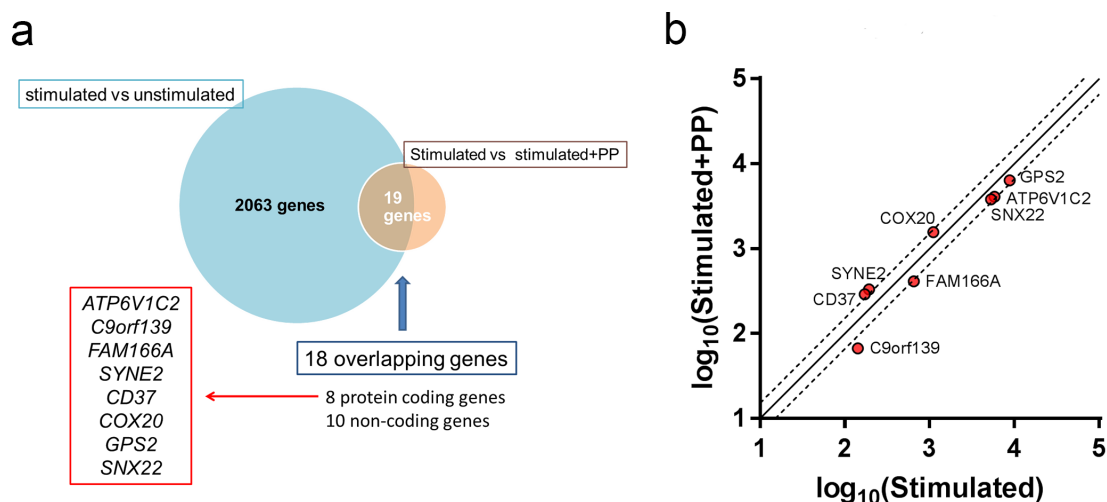 a
stimulated vs unstimulated
Stimulated vs stimulated+PP
2063 genes
19
genes
18 overlapping genes
8 protein coding genes
10 non-coding genes
ATP6V1C2
C9orf139
FAM166A
SYNE2
CD37
COX20
GPS2
SNX22
b
log10(Stimulated+PP)
5
4
3
2
1
GPS2
ATP6V1C2
SNX22
COX20
SYNE2
CD37
FAM166A
C9orf139
1 2 3 4 5
log10(Stimulated)